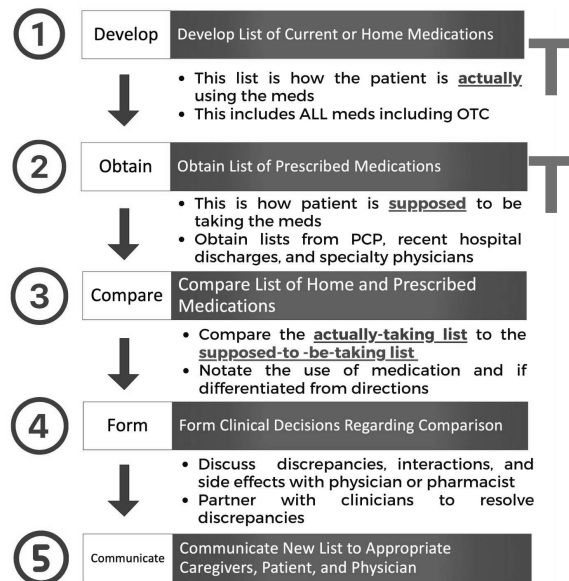 1 Develop Develop List of Current or Home Medications
• This list is how the patient is actually
using the meds
• This includes ALL meds including OTC
2 Obtain Obtain List of Prescribed Medications
• This is how patient is supposed to be
taking the meds
• Obtain lists from PCP, recent hospital
discharges, and specialty physicians
3 Compare Compare List of Home and Prescribed
Medications
• Compare the actually-taking list to the
supposed-to -be-taking list
• Notate the use of medication and if
differentiated from directions
4 Form Form Clinical Decisions Regarding Comparison
• Discuss discrepancies, interactions, and
side effects with physician or pharmacist
• Partner with clinicians to resolve
discrepancies
5 Communicate Communicate New List to Appropriate
Caregivers, Patient, and Physician